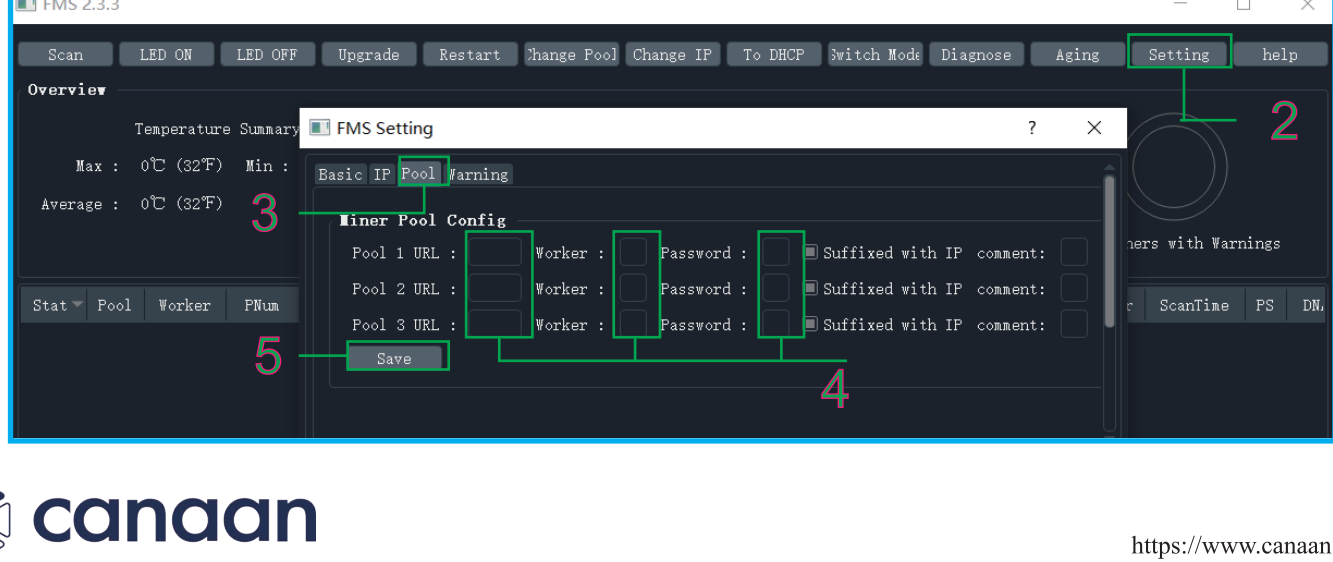 FMS 2.3.3
Scan LED ON LED OFF Upgrade Restart Change Pool Change IP To DHCP Switch Mode Diagnose Aging Setting help
Overview
2
Temperature Summary
FMS Setting ? ×
Max : 0℃ (32℉) Min :
Basic IP Pool Warning
Average : 0℃ (32℉)
3
Miner Pool Config
Pool 1 URL : Worker : Password : Suffixed with IP comment:
ners with Warnings
Pool 2 URL : Worker : Password : Suffixed with IP comment:
Stat Pool Worker PNum r ScanTime PS DN
Pool 3 URL : Worker : Password : Suffixed with IP comment:
5
Save
4
canaan
https://www.canaan